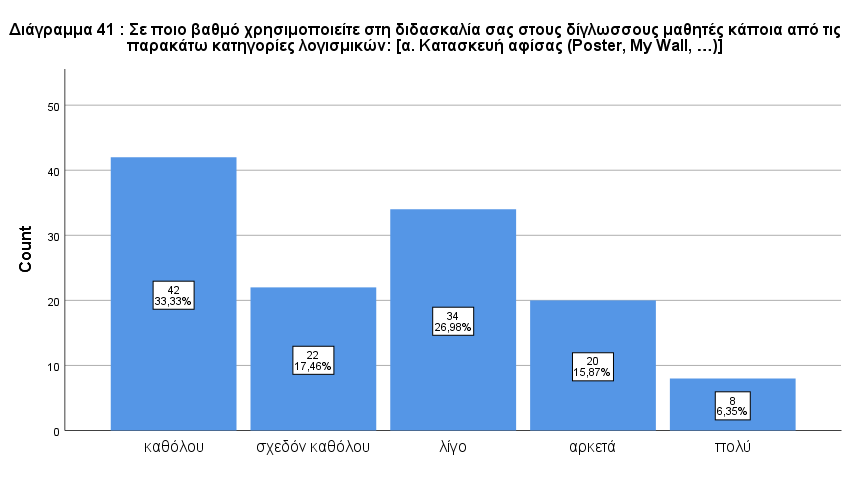 Διάγραμμα 41 : Σε ποιο βαθμό χρησιμοποιείτε στη διδασκαλία σας στους δίγλωσσους μαθητές κάποια από τις
παρακάτω κατηγορίες λογισμικών: [α. Κατασκευή αφίσας (Poster, My Wall, …)]
Count
50
40
30
20
10
0
42
33,33%
22
17,46%
34
26,98%
20
15,87%
8
6,35%
καθόλου
σχεδόν καθόλου
λίγο
αρκετά
πολύ